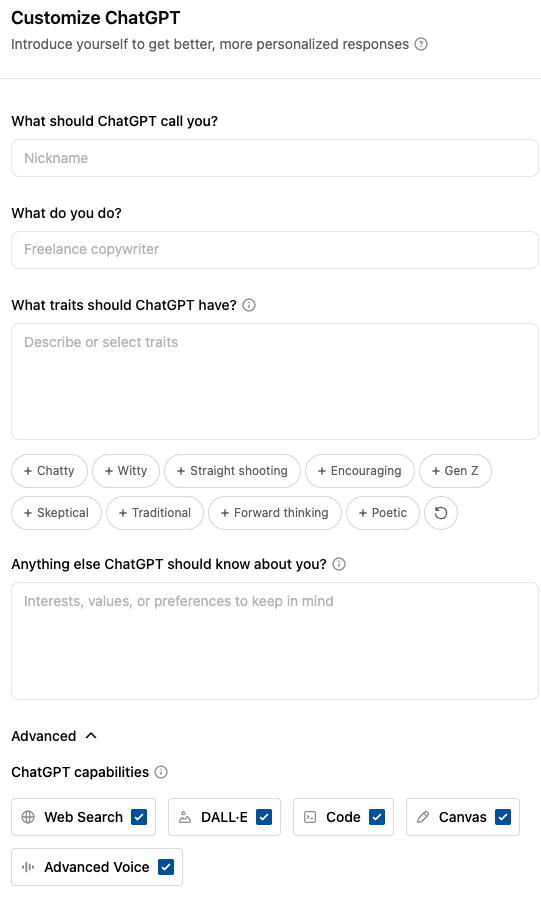 Customize ChatGPT
Introduce yourself to get better, more personalized responses
What should ChatGPT call you?
Nickname
What do you do?
Freelance copywriter
What traits should ChatGPT have?
Describe or select traits
+ Chatty + Witty + Straight shooting + Encouraging + Gen Z
+ Skeptical + Traditional + Forward thinking + Poetic
Anything else ChatGPT should know about you?
Interests, values, or preferences to keep in mind
Advanced
ChatGPT capabilities
Web Search DALL·E Code Canvas
Advanced Voice